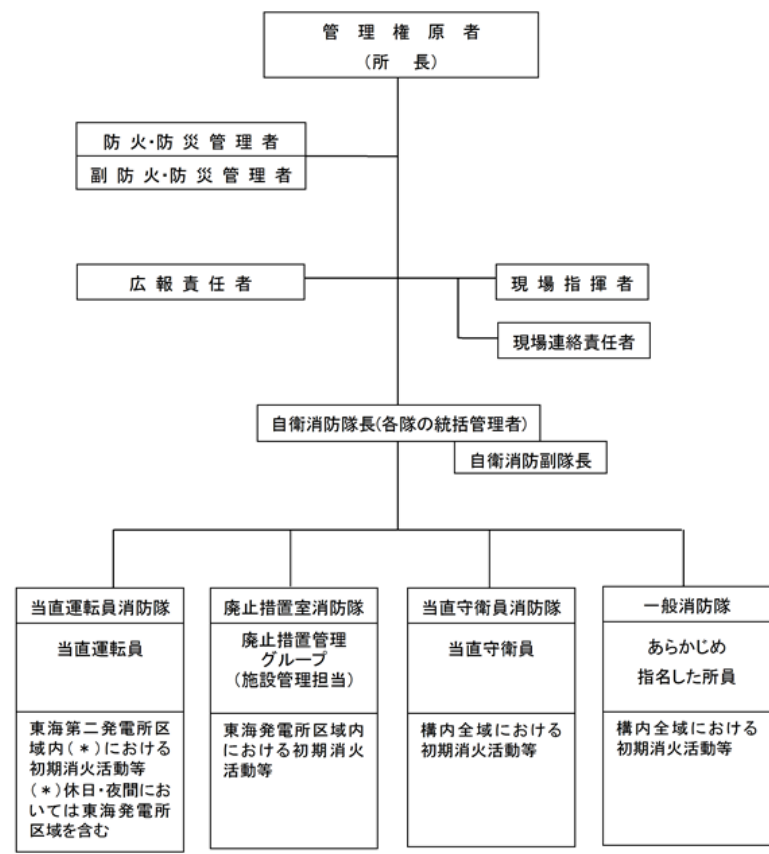 管理権原者
(所 長)
防火・防災管理者
副防火・防災管理者
広報責任者
現場指揮者
現場連絡責任者
自衛消防隊長(各隊の統括管理者)
自衛消防副隊長
当直運転員消防隊
当直運転員
東海第二発電所区
域内(＊)における
初期消火活動等
(＊)休日・夜間にお
いては東海発電所
区域を含む
廃止措置室消防隊
廃止措置管理
グループ
(施設管理担当)
東海発電所区域内
における初期消火
活動等
当直守衛員消防隊
当直守衛員
構内全域における
初期消火活動等
一般消防隊
あらかじめ
指名した所員
構内全域における
初期消火活動等